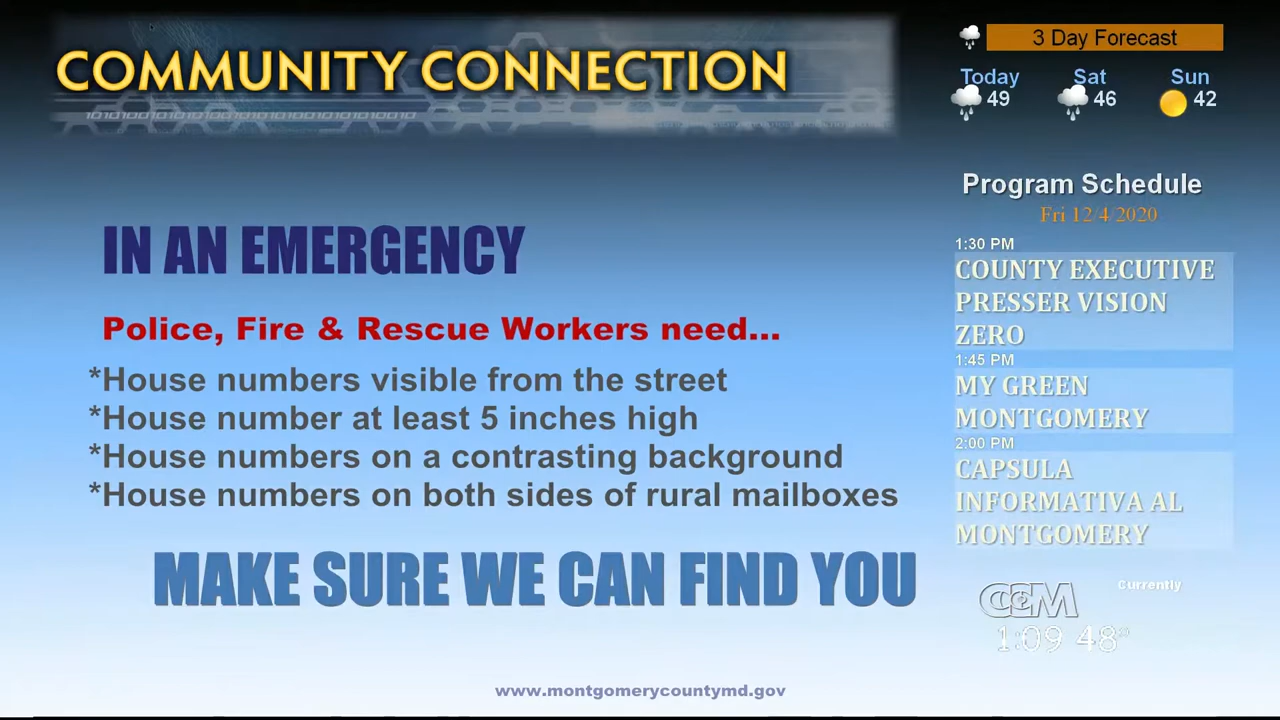 COMMUNITY CONNECTION
IN AN EMERGENCY
Police, Fire & Rescue Workers need...
*House numbers visible from the street
*House number at least 5 inches high
*House numbers on a contrasting background
*House numbers on both sides of rural mailboxes
MAKE SURE WE CAN FIND YOU
www.montgomerycountymd.gov
3 Day Forecast
Today Sat Sun
49 46 42
Program Schedule
Fri 12/4/2020
1:30 PM
COUNTY EXECUTIVE
PRESSER VISION
ZERO
1:45 PM
MY GREEN
MONTGOMERY
2:00 PM
CAPSULA
INFORMATIVA AL
MONTGOMERY
CCM Currently
1:09 48°